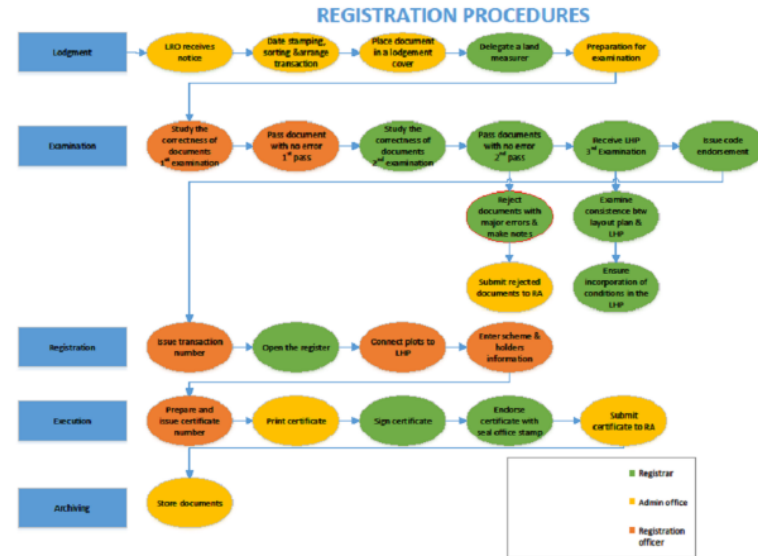 REGISTRATION PROCEDURES
Lodgment
LRO receives
notice
Date stamping,
sorting &arrange
transaction
Place document
in a lodgement
cover
Delegate a land
measurer
Preparation for
examination
Examination
Study the
correctness of
documents
1st examination
Pass document
with no error
1st pass
Study the
correctness of
documents
2nd examination
Pass documents
with no error
2nd pass
Receive LHP
3rd Examination
Issue code
endorsement
Reject
documents with
major errors &
make notes
Examine
consistence btw
layout plan &
LHP
Submit rejected
documents to RA
Ensure
incorporation of
conditions in the
LHP
Registration
Issue transaction
number
Open the register
Connect plots to
LHP
Enter scheme &
holders
information
Execution
Prepare and
issue certificate
number
Print certificate
Sign certificate
Endorse
certificate with
seal office stamp
Submit
certificate to RA
Archiving
Store documents
Registrar
Admin office
Registration
officer